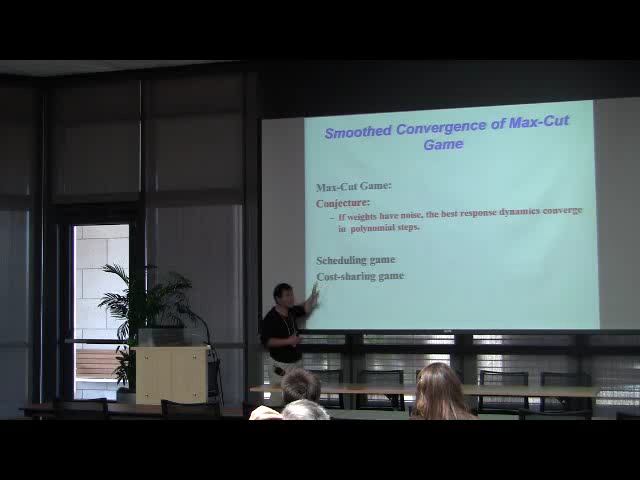 Smoothed Convergence of Max-Cut
Game
Max-Cut Game:
Conjecture:
– If weights have noise, the best response dynamics converge
in polynomial steps.
Scheduling game
Cost-sharing game